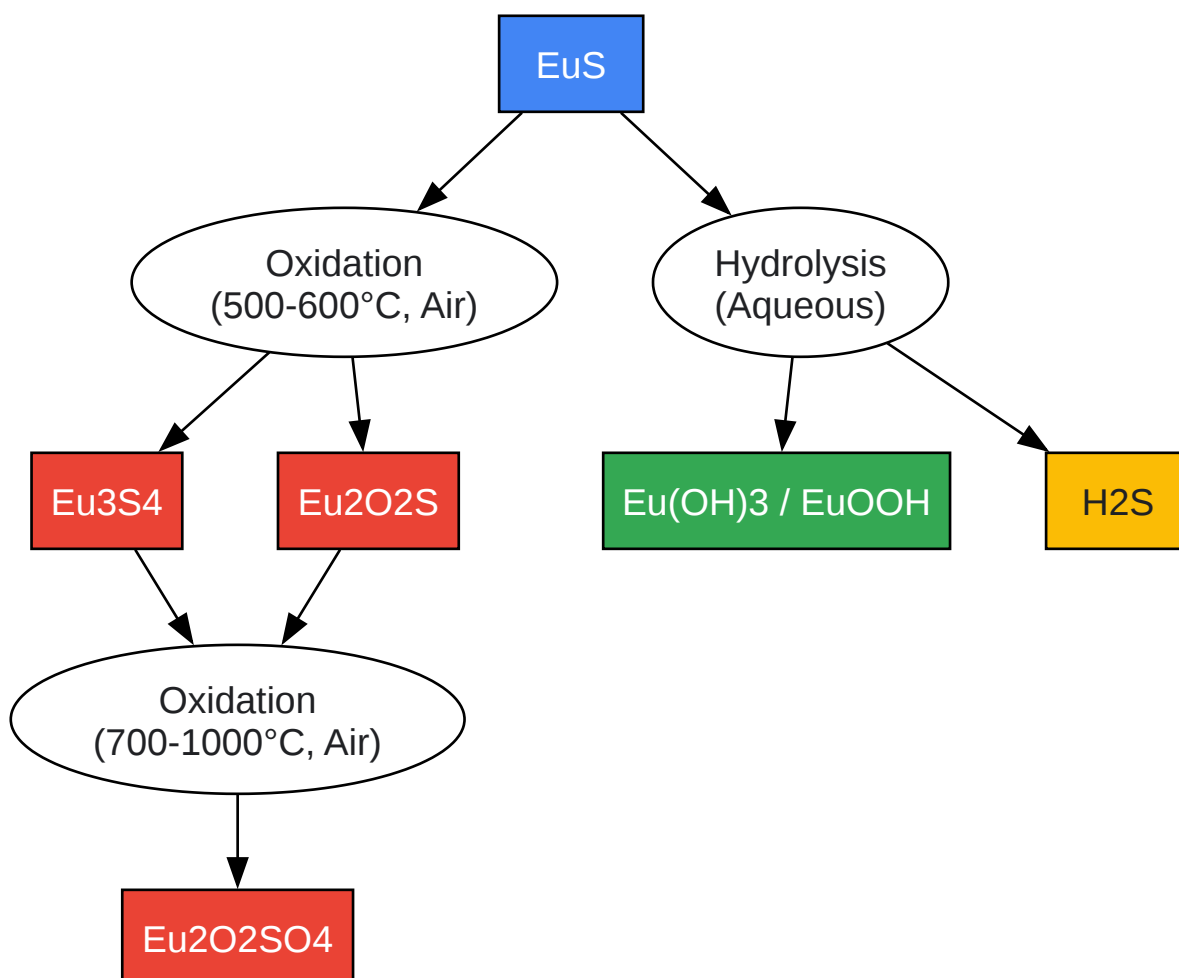 EuS
Oxidation
(500-600°C, Air)
Hydrolysis
(Aqueous)
Eu3S4
Eu2O2S
Eu(OH)3 / EuOOH
H2S
Oxidation
(700-1000°C, Air)
Eu2O2SO4